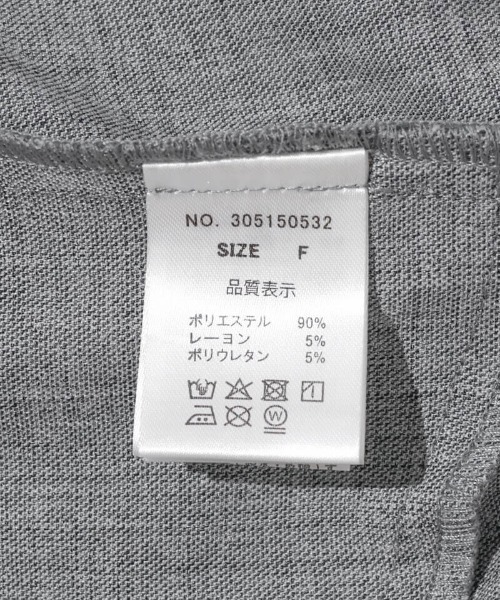 NO. 305150532
SIZE F
品質表示
ポリエステル 90%
レーヨン 5%
ポリウレタン 5%